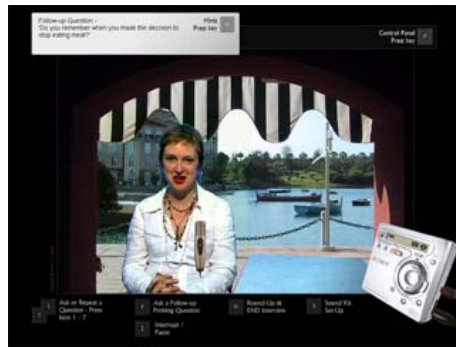 Follow-up Question -
'Do you remember when you made the decision to
stop eating meat?'
Hints
Press key
Control Panel
Press key
Ask or Repeat a
Question - Press
keys 1 - 7
Ask a Follow-up
Probing Question
Round-Up &
END Interview
Sound Kit
Set-Up
Interrupt /
Pause